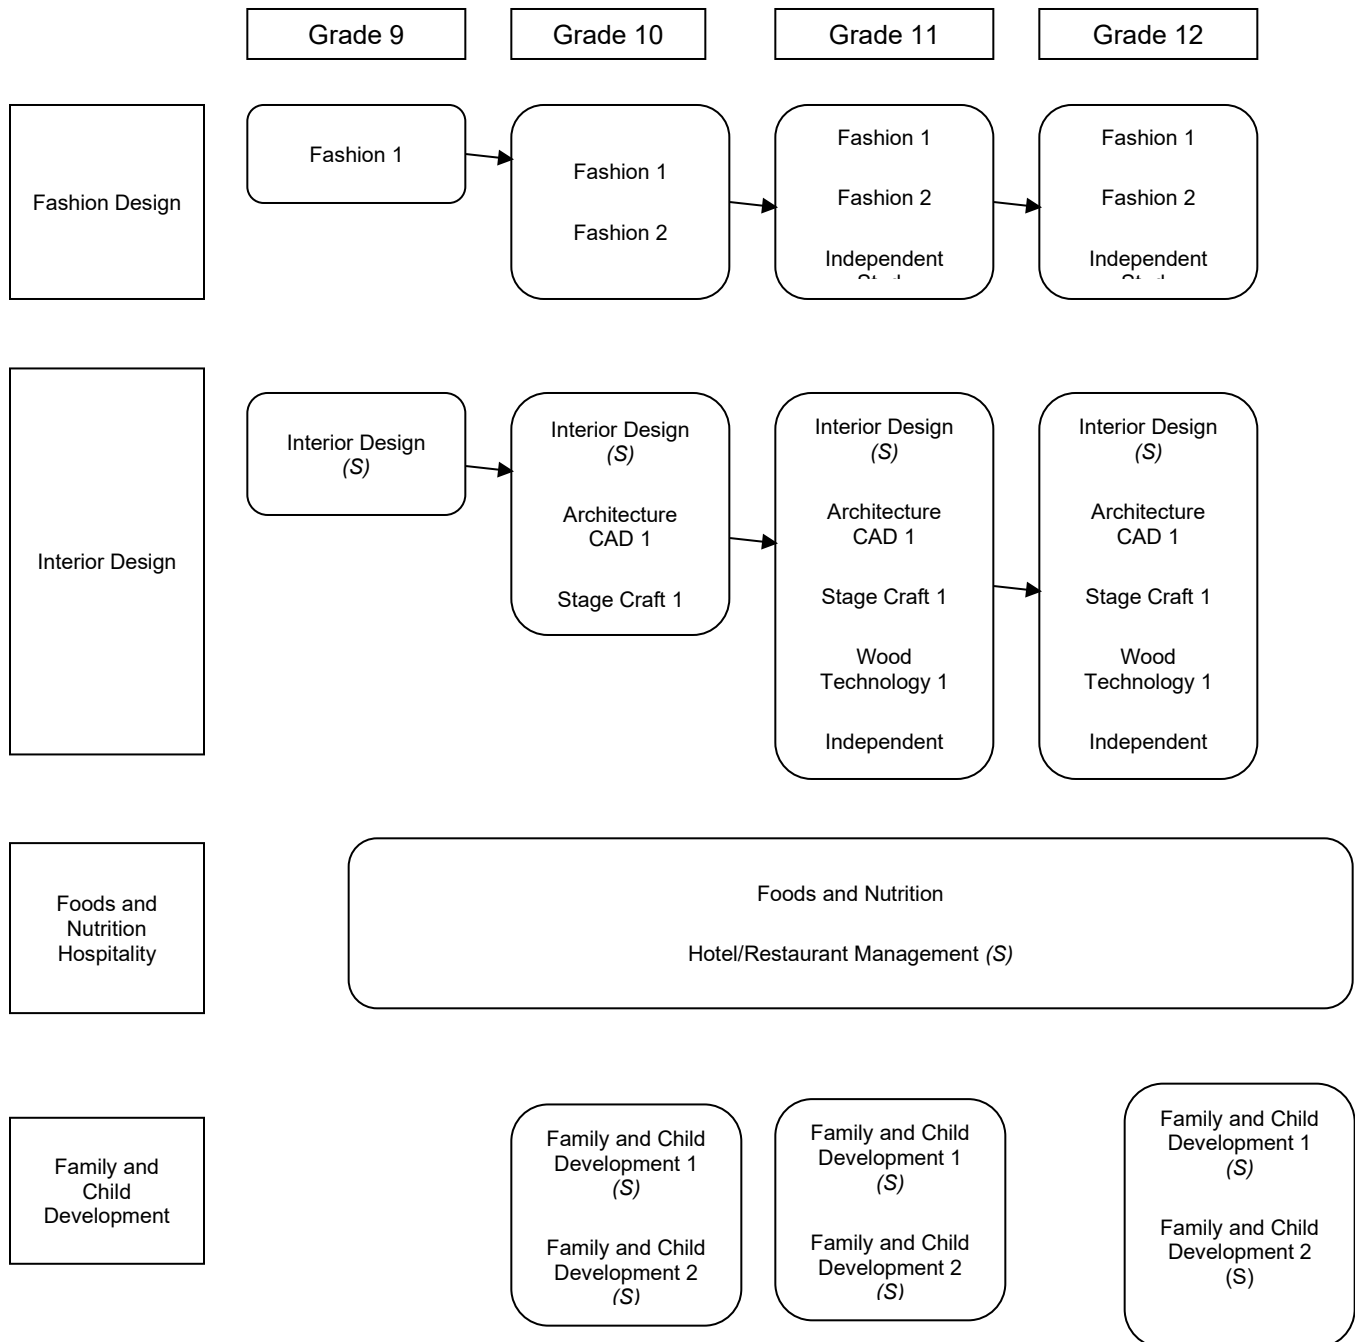 Grade 9
Grade 10
Grade 11
Grade 12
Fashion Design
Fashion 1
Fashion 1
Fashion 2
Fashion 1
Fashion 2
Independent
Fashion 1
Fashion 2
Independent
Interior Design
Interior Design
(S)
Interior Design
(S)
Architecture
CAD 1
Stage Craft 1
Interior Design
(S)
Architecture
CAD 1
Stage Craft 1
Wood
Technology 1
Independent
Interior Design
(S)
Architecture
CAD 1
Stage Craft 1
Wood
Technology 1
Independent
Foods and
Nutrition
Hospitality
Foods and Nutrition
Hotel/Restaurant Management (S)
Family and
Child
Development
Family and Child
Development 1
(S)
Family and Child
Development 2
(S)
Family and Child
Development 1
(S)
Family and Child
Development 2
(S)
Family and Child
Development 1
(S)
Family and Child
Development 2
(S)